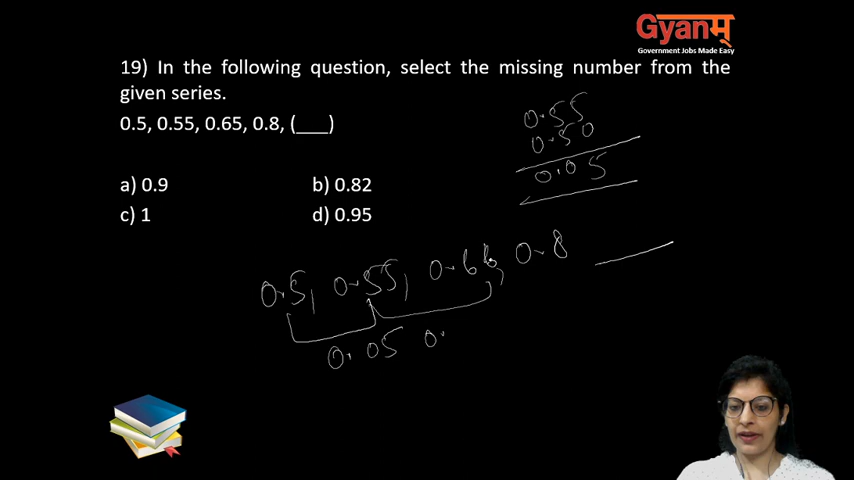 Gyanम्
Government Jobs Made Easy
19) In the following question, select the missing number from the
given series.
0.5, 0.55, 0.65, 0.8, (___)
0.55
0.50
0.05
a) 0.9 b) 0.82
c) 1 d) 0.95
0.5, 0.55, 0.65, 0.8
0.05 0.